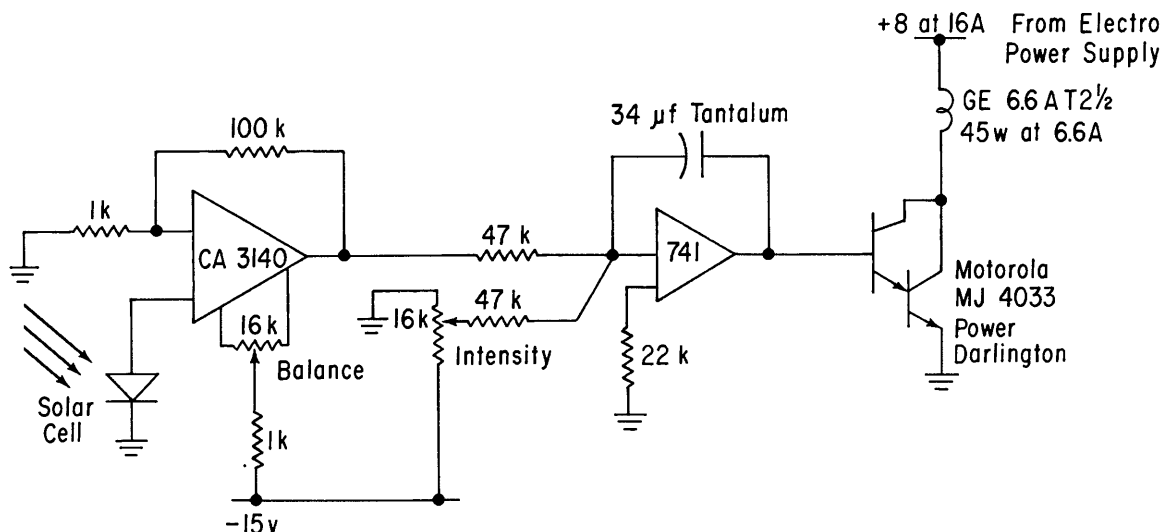 +8 at 16A From Electro
Power Supply
GE 6.6 A T2½
45w at 6.6A
34 µf Tantalum
100 k
1k
CA 3140
47 k
741
16k
47 k
16k
Intensity
Balance
22 k
Motorola
MJ 4033
Power
Darlington
Solar
Cell
1k
-15v